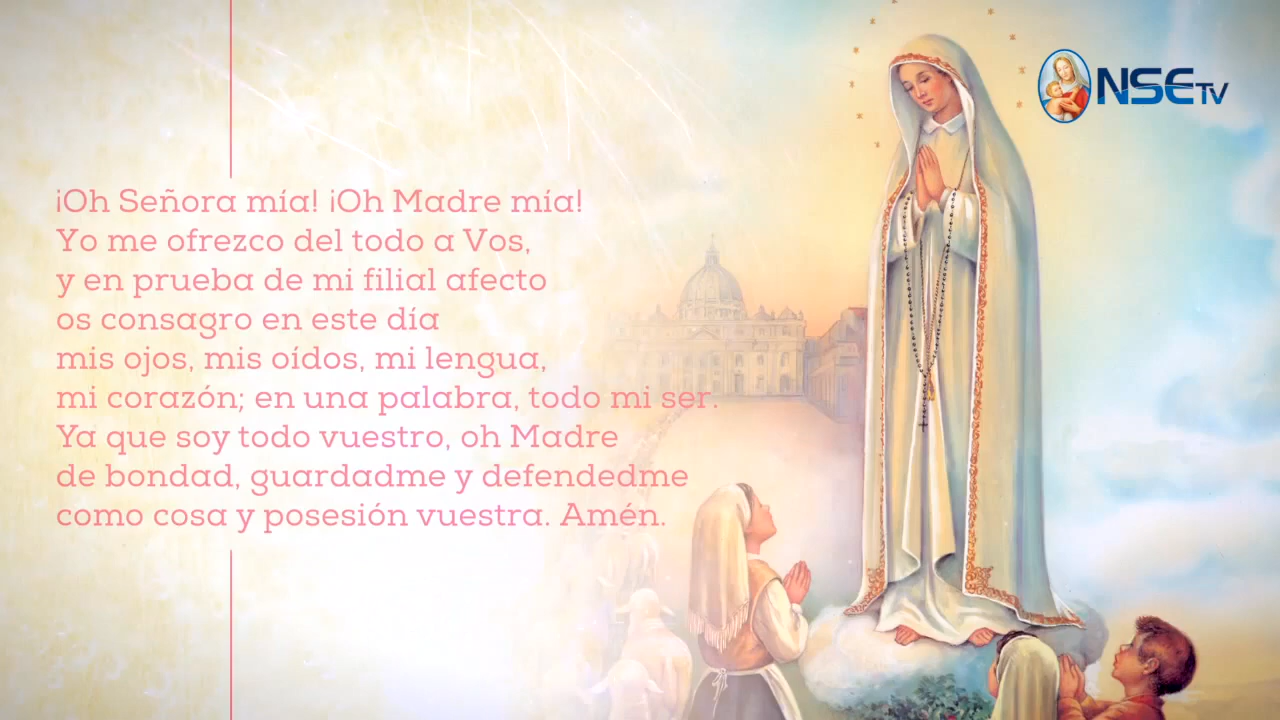 ¡Oh Señora mía! ¡Oh Madre mía!
Yo me ofrezco del todo a Vos,
y en prueba de mi filial afecto
os consagro en este día
mis ojos, mis oídos, mi lengua,
mi corazón; en una palabra, todo mi ser.
Ya que soy todo vuestro, oh Madre
de bondad, guardadme y defendedme
como cosa y posesión vuestra. Amén.
NSE TV